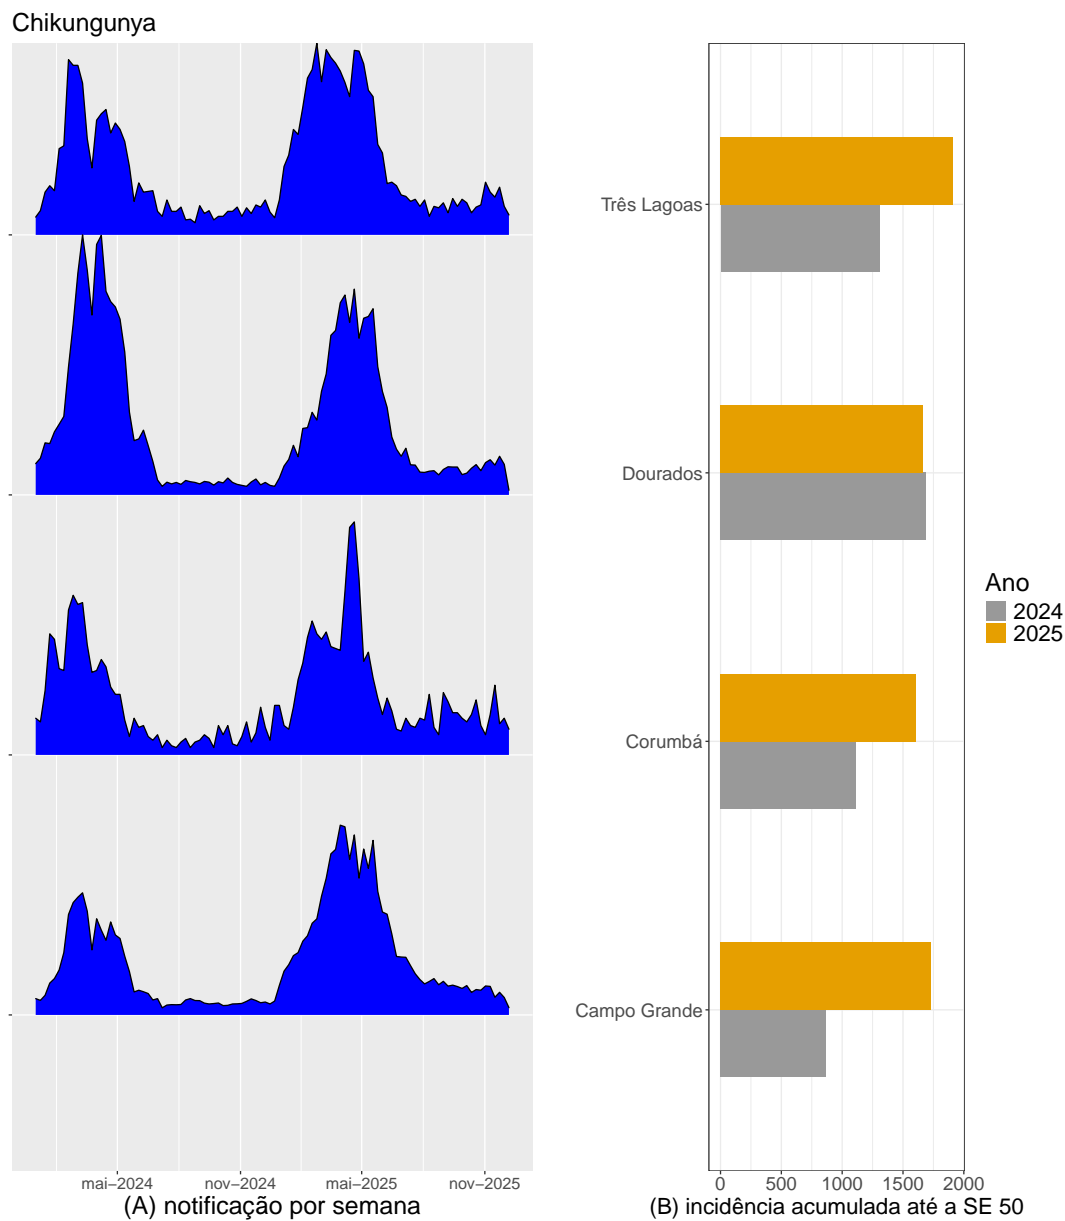 Chikungunya
Três Lagoas
Dourados
Corumbá
Campo Grande
Ano
2024
2025
mai–2024 nov–2024 mai–2025 nov–2025
0 500 1000 1500 2000
(A) notificação por semana
(B) incidência acumulada até a SE 50